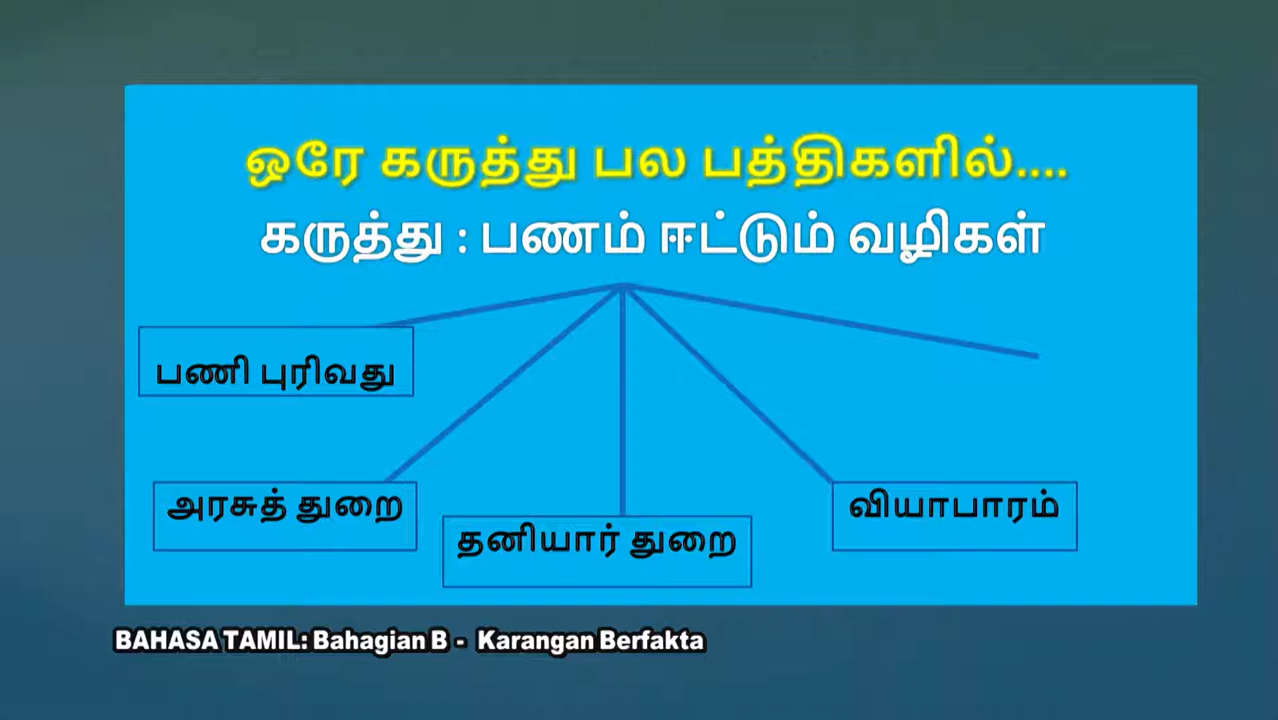 ஒரே கருத்து பல பத்திகளில்....
கருத்து : பணம் ஈட்டும் வழிகள்
பணி புரிவது
அரசுத் துறை
தனியார் துறை
வியாபாரம்
BAHASA TAMIL: Bahagian B - Karangan Berfakta